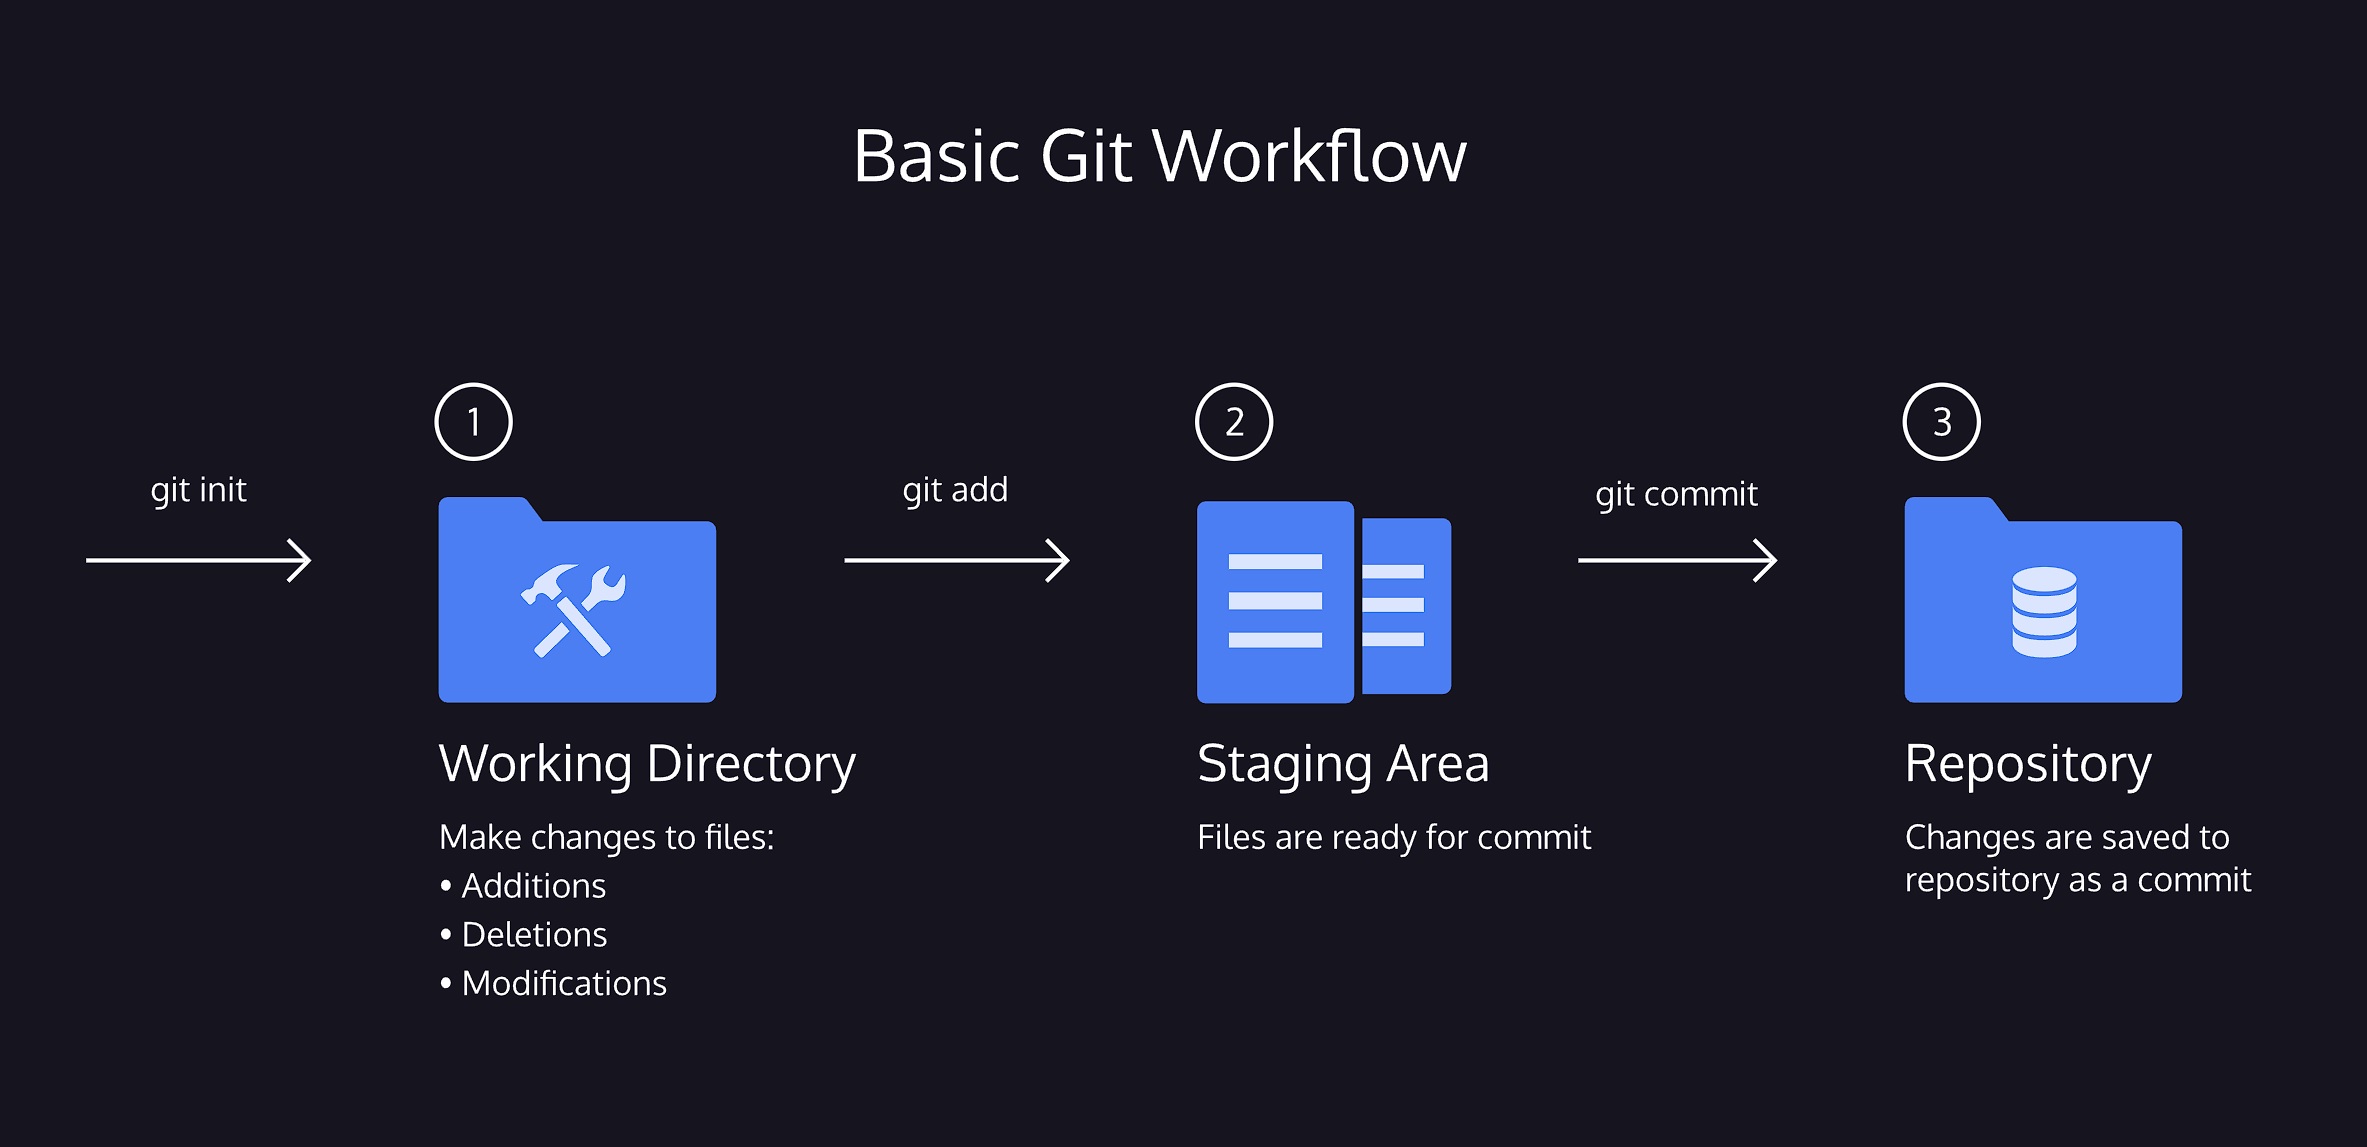 Basic Git Workflow
git init
1
Working Directory
Make changes to files:
• Additions
• Deletions
• Modifications
git add
2
Staging Area
Files are ready for commit
git commit
3
Repository
Changes are saved to
repository as a commit